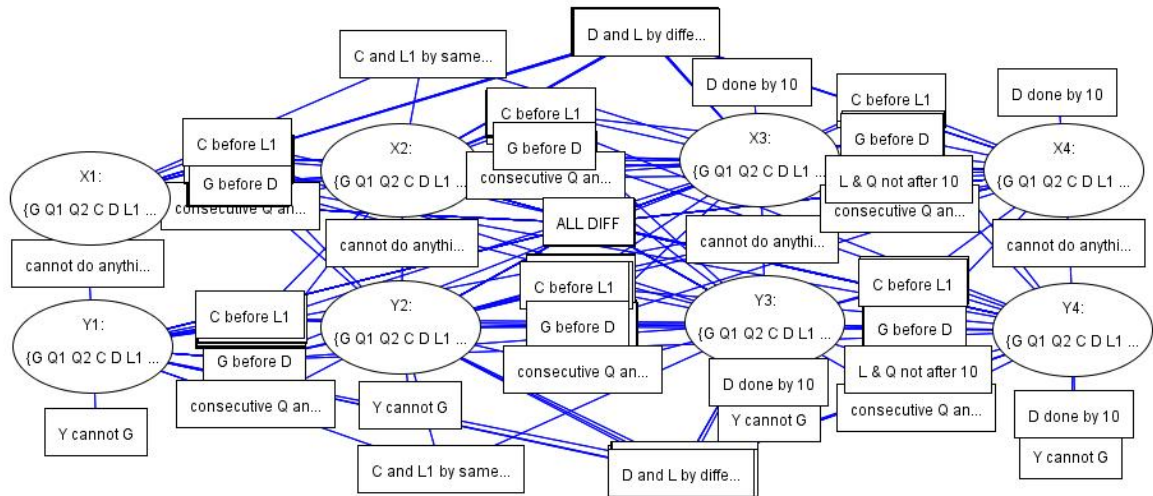 D and L by diffe...
C and L1 by same...
D done by 10
D done by 10
C before L1
C before L1
C before L1
X1:
{G Q1 Q2 C D L1 ...
G before D
X2:
{G Q1 Q2 C D L1 ...
G before D
X3:
{G Q1 Q2 C D L1 ...
G before D
X4:
{G Q1 Q2 C D L1 ...
L & Q not after 10
consecutive Q an...
consecutive Q an...
consecutive Q an...
ALL DIFF
cannot do anythi...
cannot do anythi...
cannot do anythi...
cannot do anythi...
C before L1
C before L1
C before L1
Y1:
{G Q1 Q2 C D L1 ...
Y2:
{G Q1 Q2 C D L1 ...
Y3:
{G Q1 Q2 C D L1 ...
Y4:
{G Q1 Q2 C D L1 ...
G before D
G before D
G before D
consecutive Q an...
consecutive Q an...
L & Q not after 10
consecutive Q an...
D done by 10
D done by 10
Y cannot G
Y cannot G
Y cannot G
Y cannot G
C and L1 by same...
D and L by diffe...